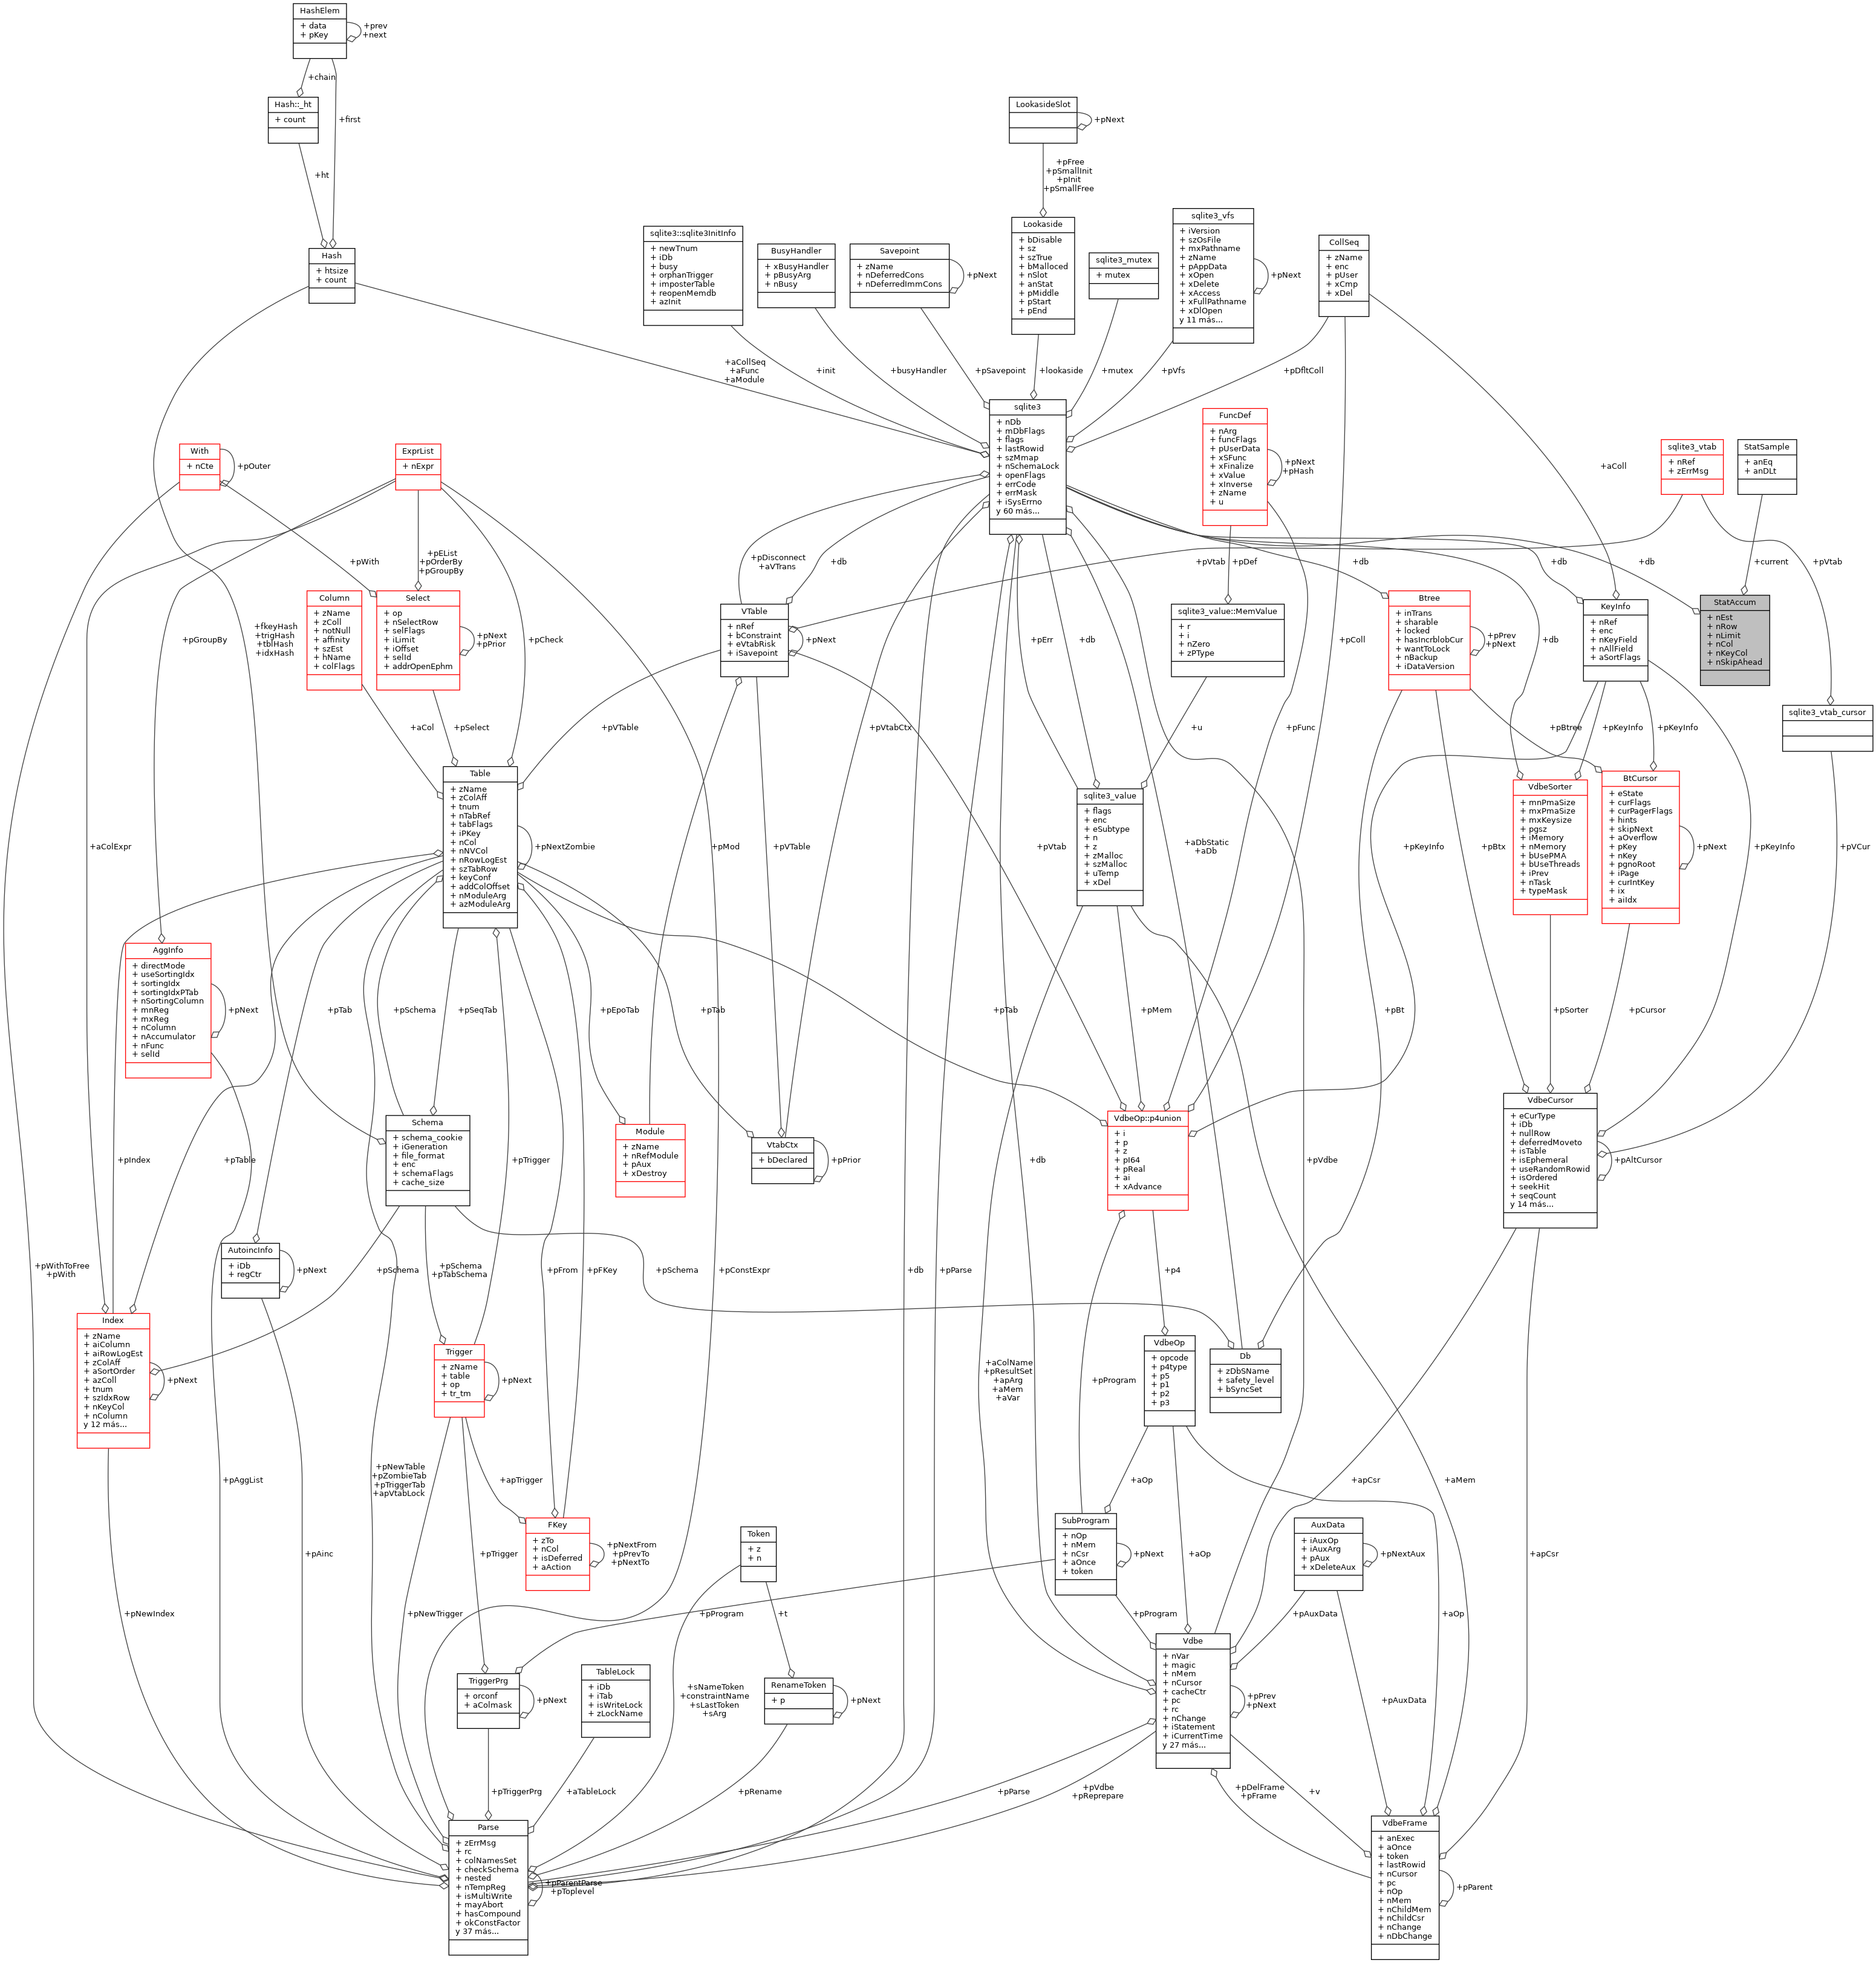 HashElem
+ data
+ pKey
+prev
+next
+chain
Hash::_ht
+ count
+first
+ht
Hash
+ htsize
+ count
LookasideSlot
+pNext
+pFree
+pSmallInit
+pInit
+pSmallFree
sqlite3::sqlite3InitInfo
+ newTnum
+ iDb
+ busy
+ orphanTrigger
+ imposterTable
+ reopenMemdb
+ azInit
BusyHandler
+ xBusyHandler
+ pBusyArg
+ nBusy
Savepoint
+ zName
+ nDeferredCons
+ nDeferredImmCons
+pNext
Lookaside
+ bDisable
+ sz
+ szTrue
+ bMalloced
+ nSlot
+ anStat
+ pMiddle
+ pStart
+ pEnd
sqlite3_mutex
+ mutex
sqlite3_vfs
+ iVersion
+ szOsFile
+ mxPathname
+ zName
+ pAppData
+ xOpen
+ xDelete
+ xAccess
+ xFullPathname
+ xDlOpen
y 11 más...
+pNext
CollSeq
+ zName
+ enc
+ pUser
+ xCmp
+ xDel
+aCollSeq
+aFunc
+aModule
+init
+busyHandler
+pSavepoint
+lookaside
+mutex
+pVfs
+pDfltColl
sqlite3
+ nDb
+ mDbFlags
+ flags
+ lastRowid
+ szMmap
+ nSchemaLock
+ openFlags
+ errCode
+ errMask
+ iSysErrno
y 60 más...
FuncDef
+ nArg
+ funcFlags
+ pUserData
+ xSFunc
+ xFinalize
+ xValue
+ xInverse
+ zName
+ u
+pNext
+pHash
+aColl
sqlite3_vtab
+ nRef
+ zErrMsg
StatSample
+ anEq
+ anDLt
With
+ nCte
+pOuter
ExprList
+ nExpr
+pWith
+pEList
+pOrderBy
+pGroupBy
+pDisconnect
+aVTrans
+db
+pVtab
+pDef
+db
+db
+db
+current
+pVtab
+fkeyHash
+trigHash
+tblHash
+idxHash
+pGroupBy
Column
+ zName
+ zColl
+ notNull
+ affinity
+ szEst
+ hName
+ colFlags
Select
+ op
+ nSelectRow
+ selFlags
+ iLimit
+ iOffset
+ selId
+ addrOpenEphm
+pNext
+pPrior
+pCheck
VTable
+ nRef
+ bConstraint
+ eVtabRisk
+ iSavepoint
+pNext
+pErr
+db
sqlite3_value::MemValue
+ r
+ i
+ nZero
+ zPType
+pColl
Btree
+ inTrans
+ sharable
+ locked
+ hasIncrblobCur
+ wantToLock
+ nBackup
+ iDataVersion
+pPrev
+pNext
+db
KeyInfo
+ nRef
+ enc
+ nKeyField
+ nAllField
+ aSortFlags
StatAccum
+ nEst
+ nRow
+ nLimit
+ nCol
+ nKeyCol
+ nSkipAhead
sqlite3_vtab_cursor
+aCol
+pSelect
+pVTable
+pVtabCtx
+u
+pFunc
+pBtree
+pKeyInfo
+pKeyInfo
Table
+ zName
+ zColAff
+ tnum
+ nTabRef
+ tabFlags
+ iPKey
+ nCol
+ nNVCol
+ nRowLogEst
+ szTabRow
+ keyConf
+ addColOffset
+ nModuleArg
+ azModuleArg
+pNextZombie
+aColExpr
+pMod
+pVTable
+pVtab
sqlite3_value
+ flags
+ enc
+ eSubtype
+ n
+ z
+ zMalloc
+ szMalloc
+ uTemp
+ xDel
+aDbStatic
+aDb
+pKeyInfo
+pBtx
VdbeSorter
+ mnPmaSize
+ mxPmaSize
+ mxKeysize
+ pgsz
+ iMemory
+ nMemory
+ bUsePMA
+ bUseThreads
+ iPrev
+ nTask
+ typeMask
BtCursor
+ eState
+ curFlags
+ curPagerFlags
+ hints
+ skipNext
+ aOverflow
+ pKey
+ nKey
+ pgnoRoot
+ iPage
+ curIntKey
+ ix
+ aiIdx
+pNext
+pKeyInfo
+pVCur
AggInfo
+ directMode
+ useSortingIdx
+ sortingIdx
+ sortingIdxPTab
+ nSortingColumn
+ mnReg
+ mxReg
+ nColumn
+ nAccumulator
+ nFunc
+ selId
+pNext
+pTab
+pSchema
+pSeqTab
+pEpoTab
+pTab
+pTab
+pMem
+pBt
+pSorter
+pCursor
+pIndex
+pTable
Schema
+ schema_cookie
+ iGeneration
+ file_format
+ enc
+ schemaFlags
+ cache_size
+pTrigger
Module
+ zName
+ nRefModule
+ pAux
+ xDestroy
VtabCtx
+ bDeclared
+pPrior
+db
VdbeOp::p4union
+ i
+ p
+ z
+ pI64
+ pReal
+ ai
+ xAdvance
+pVdbe
VdbeCursor
+ eCurType
+ iDb
+ nullRow
+ deferredMoveto
+ isTable
+ isEphemeral
+ useRandomRowid
+ isOrdered
+ seekHit
+ seqCount
y 14 más...
+pAltCursor
+pWithToFree
+pWith
AutoincInfo
+ iDb
+ regCtr
+pNext
+pSchema
+pSchema
+pTabSchema
+pFrom
+pFKey
+pSchema
+pConstExpr
+db
+pParse
+p4
Index
+ zName
+ aiColumn
+ aiRowLogEst
+ zColAff
+ aSortOrder
+ azColl
+ tnum
+ szIdxRow
+ nKeyCol
+ nColumn
y 12 más...
+pNext
Trigger
+ zName
+ table
+ op
+ tr_tm
+pNext
+aColName
+pResultSet
+apArg
+aMem
+aVar
+pProgram
VdbeOp
+ opcode
+ p4type
+ p5
+ p1
+ p2
+ p3
Db
+ zDbSName
+ safety_level
+ bSyncSet
+pAggList
+pNewTable
+pZombieTab
+pTriggerTab
+apVtabLock
+apTrigger
+aOp
+apCsr
+aMem
+pAinc
+pTrigger
FKey
+ zTo
+ nCol
+ isDeferred
+ aAction
+pNextFrom
+pPrevTo
+pNextTo
Token
+ z
+ n
SubProgram
+ nOp
+ nMem
+ nCsr
+ aOnce
+ token
+pNext
+aOp
AuxData
+ iAuxOp
+ iAuxArg
+ pAux
+ xDeleteAux
+pNextAux
+apCsr
+pNewIndex
+pNewTrigger
+pProgram
+t
+pProgram
+pAuxData
+aOp
TriggerPrg
+ orconf
+ aColmask
+pNext
TableLock
+ iDb
+ iTab
+ isWriteLock
+ zLockName
+sNameToken
+constraintName
+sLastToken
+sArg
RenameToken
+ p
+pNext
Vdbe
+ nVar
+ magic
+ nMem
+ nCursor
+ cacheCtr
+ pc
+ rc
+ nChange
+ iStatement
+ iCurrentTime
y 27 más...
+pPrev
+pNext
+pAuxData
+pTriggerPrg
+aTableLock
+pRename
+pParse
+pVdbe
+pReprepare
+pDelFrame
+pFrame
+v
Parse
+ zErrMsg
+ rc
+ colNamesSet
+ checkSchema
+ nested
+ nTempReg
+ isMultiWrite
+ mayAbort
+ hasCompound
+ okConstFactor
y 37 más...
+pParentParse
+pToplevel
VdbeFrame
+ anExec
+ aOnce
+ token
+ lastRowid
+ nCursor
+ pc
+ nOp
+ nMem
+ nChildMem
+ nChildCsr
+ nChange
+ nDbChange
+pParent